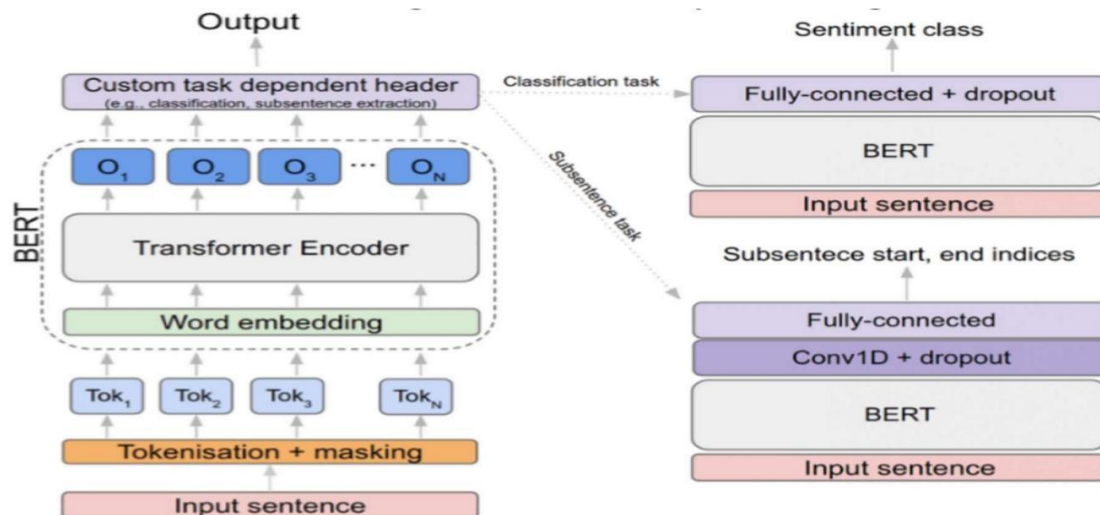 Output
Custom task dependent header
(e.g., classification, subsentence extraction)
O1 O2 O3 ... ON
BERT
Transformer Encoder
Word embedding
Tok1 Tok2 Tok3 TokN
Tokenisation + masking
Input sentence
Classification task
Subsentence task
Sentiment class
Fully-connected + dropout
BERT
Input sentence
Subsentece start, end indices
Fully-connected
Conv1D + dropout
BERT
Input sentence